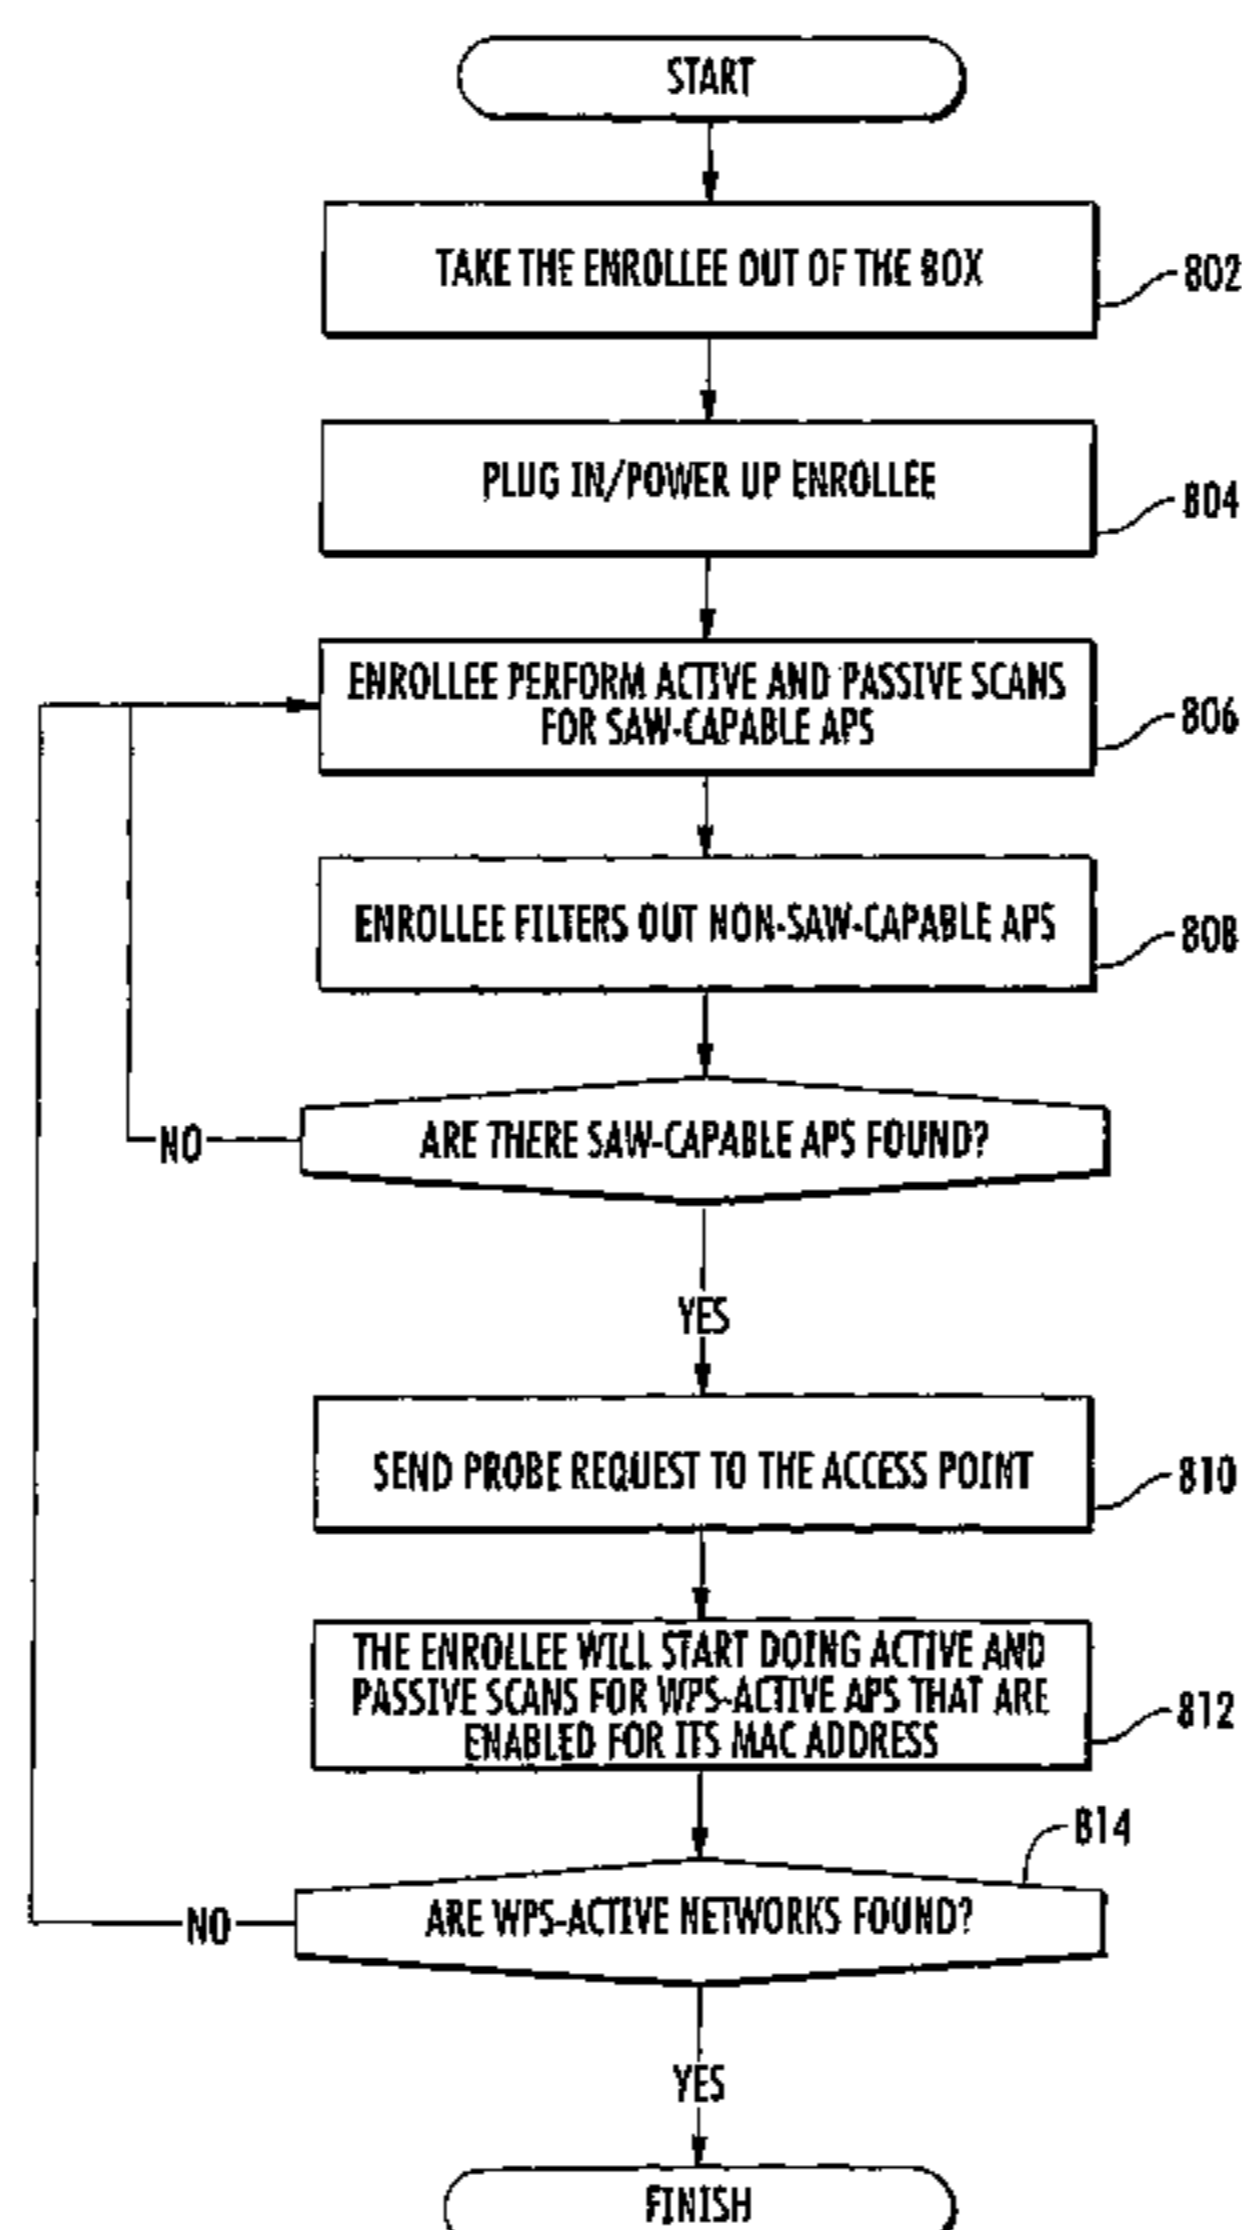 START
TAKE THE ENROLLEE OUT OF THE BOX
802
PLUG IN/POWER UP ENROLLEE
804
ENROLLEE PERFORM ACTIVE AND PASSIVE SCANS
FOR SAW-CAPABLE APS
806
ENROLLEE FILTERS OUT NON-SAW-CAPABLE APS
808
ARE THERE SAW-CAPABLE APS FOUND?
NO
YES
SEND PROBE REQUEST TO THE ACCESS POINT
810
THE ENROLLEE WILL START DOING ACTIVE AND
PASSIVE SCANS FOR WPS-ACTIVE APS THAT ARE
ENABLED FOR ITS MAC ADDRESS
812
814
ARE WPS-ACTIVE NETWORKS FOUND?
NO
YES
FINISH